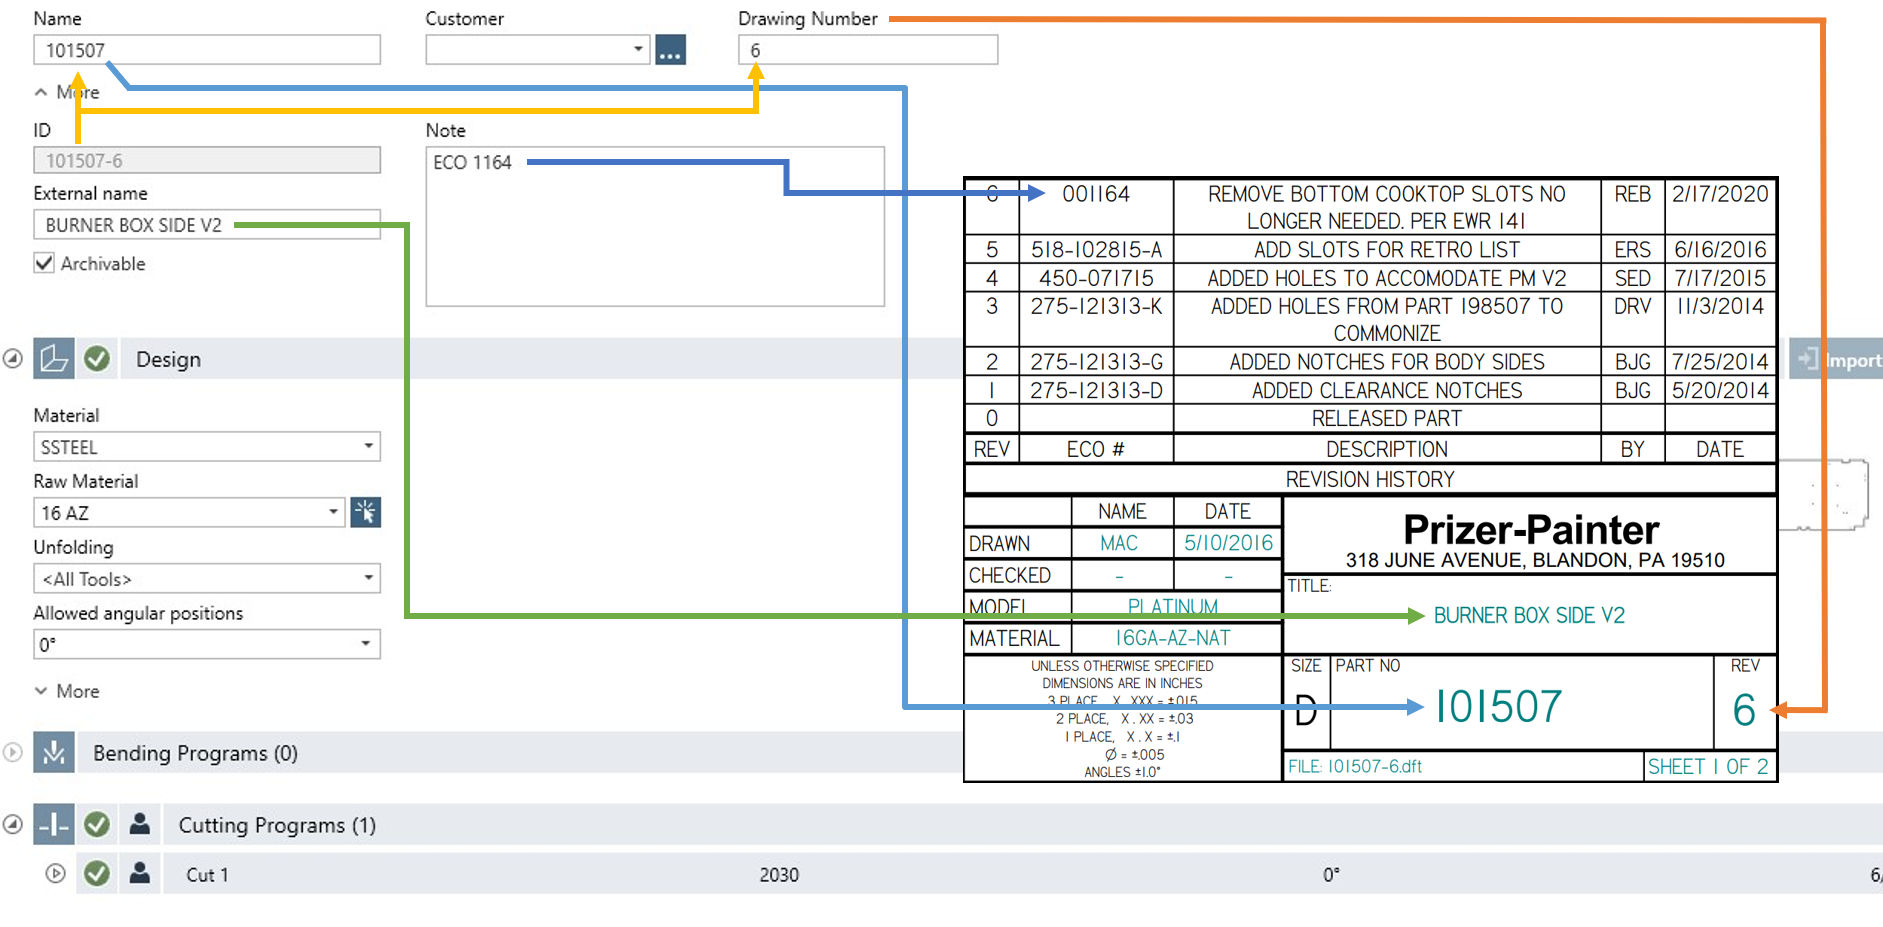 Name
Customer
Drawing Number
101507
...
6
More
ID
Note
101507-6
ECO 1164
External name
BURNER BOX SIDE V2
Archivable
Design
Import
Material
SSTEEL
Raw Material
16 AZ
Unfolding
<All Tools>
Allowed angular positions
0°
More
Bending Programs (0)
Cutting Programs (1)
Cut 1
2030
0°
6/
6 001164 REMOVE BOTTOM COOKTOP SLOTS NO REB 2/17/2020
LONGER NEEDED. PER EWR 141
5 518-102815-A ADD SLOTS FOR RETRO LIST ERS 6/16/2016
4 450-071715 ADDED HOLES TO ACCOMODATE PM V2 SED 7/17/2015
3 275-121313-K ADDED HOLES FROM PART 198507 TO DRV 11/3/2014
COMMONIZE
2 275-121313-G ADDED NOTCHES FOR BODY SIDES BJG 7/25/2014
1 275-121313-D ADDED CLEARANCE NOTCHES BJG 5/20/2014
0 RELEASED PART
REV ECO # DESCRIPTION BY DATE
REVISION HISTORY
NAME DATE
DRAWN MAC 5/10/2016
CHECKED - -
MODEL PLATINUM
MATERIAL 16GA-AZ-NAT
UNLESS OTHERWISE SPECIFIED
DIMENSIONS ARE IN INCHES
3 PLACE, X . XXX = ±.015
2 PLACE, X . XX = ±.03
1 PLACE, X . X = ±.1
Ø = ±.005
ANGLES ±1.0°
Prizer-Painter
318 JUNE AVENUE, BLANDON, PA 19510
TITLE:
BURNER BOX SIDE V2
SIZE PART NO REV
D 101507 6
FILE: 101507-6.dft SHEET 1 OF 2